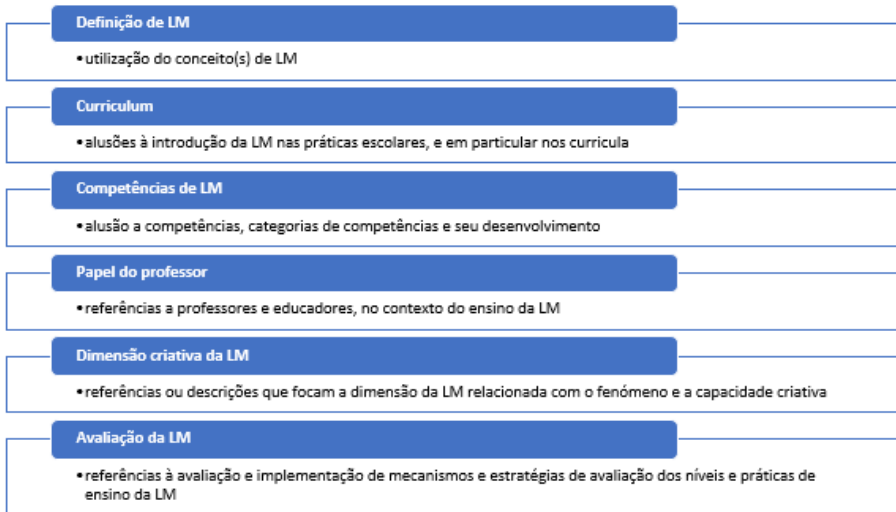 Definição de LM
•utilização do conceito(s) de LM
Curriculum
•alusões à introdução da LM nas práticas escolares, e em particular nos curricula
Competências de LM
•alusão a competências, categorias de competências e seu desenvolvimento
Papel do professor
•referências a professores e educadores, no contexto do ensino da LM
Dimensão criativa da LM
•referências ou descrições que focam a dimensão da LM relacionada com o fenómeno e a capacidade criativa
Avaliação da LM
•referências à avaliação e implementação de mecanismos e estratégias de avaliação dos níveis e práticas de
ensino da LM